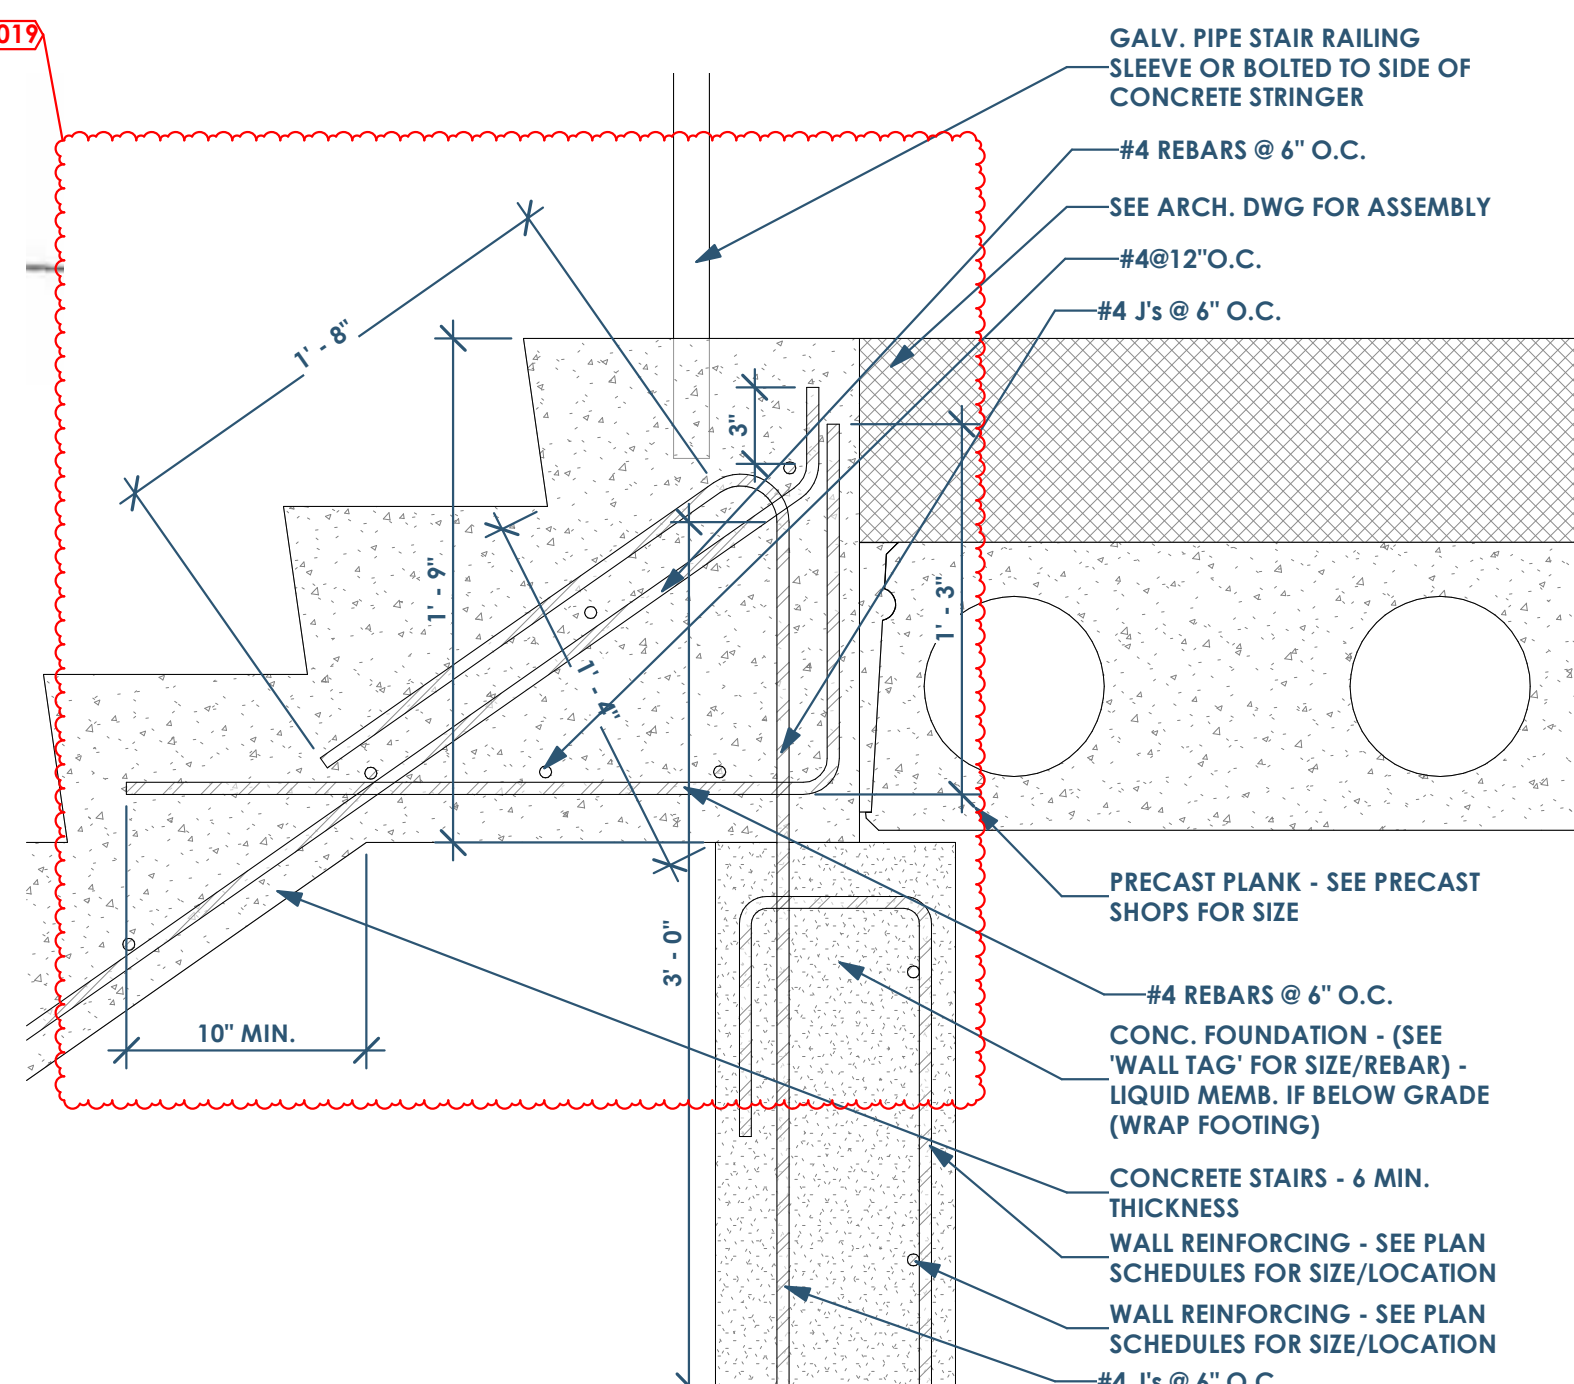 019
GALV. PIPE STAIR RAILING
SLEEVE OR BOLTED TO SIDE OF
CONCRETE STRINGER
#4 REBARS @ 6" O.C.
SEE ARCH. DWG FOR ASSEMBLY
#4@12"O.C.
#4 J's @ 6" O.C.
1' - 8"
3"
1' - 9"
1' - 3"
1' - 4"
PRECAST PLANK - SEE PRECAST
SHOPS FOR SIZE
3' - 0"
#4 REBARS @ 6" O.C.
10" MIN.
CONC. FOUNDATION - (SEE
'WALL TAG' FOR SIZE/REBAR) -
LIQUID MEMB. IF BELOW GRADE
(WRAP FOOTING)
CONCRETE STAIRS - 6 MIN.
THICKNESS
WALL REINFORCING - SEE PLAN
SCHEDULES FOR SIZE/LOCATION
WALL REINFORCING - SEE PLAN
SCHEDULES FOR SIZE/LOCATION
#4 J's @ 6" O.C.